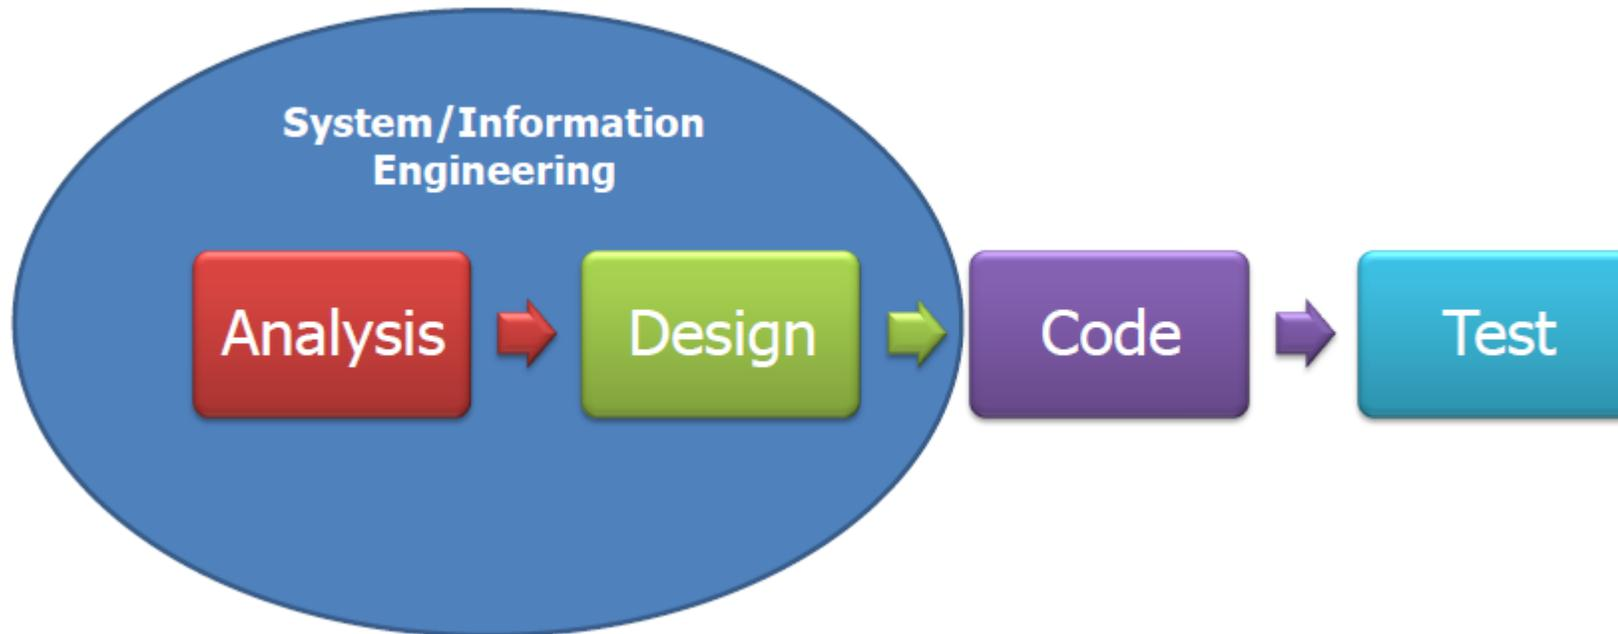 System/Information
Engineering
Analysis
Design
Code
Test